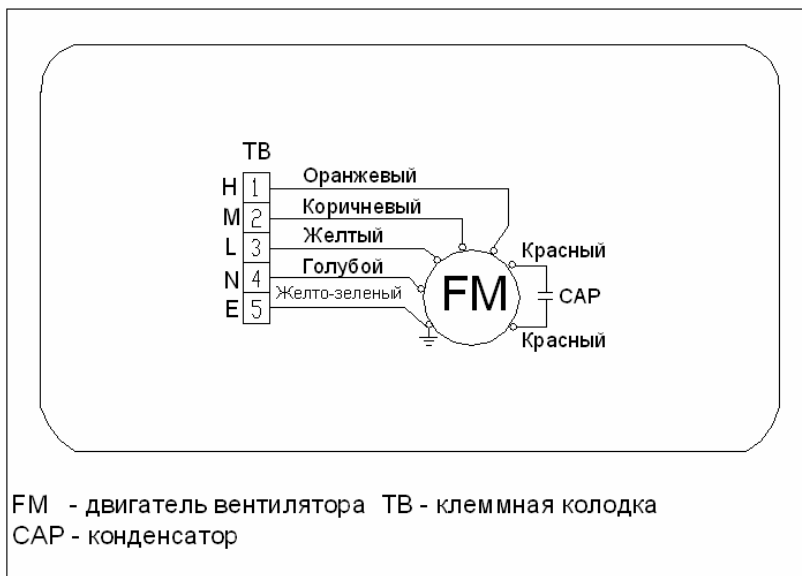 TB
H 1 Оранжевый
M 2 Коричневый
L 3 Желтый
N 4 Голубой
E 5 Желто-зеленый
Красный
FM
CAP
Красный
FM - двигатель вентилятора TB - клеммная колодка
CAP - конденсатор